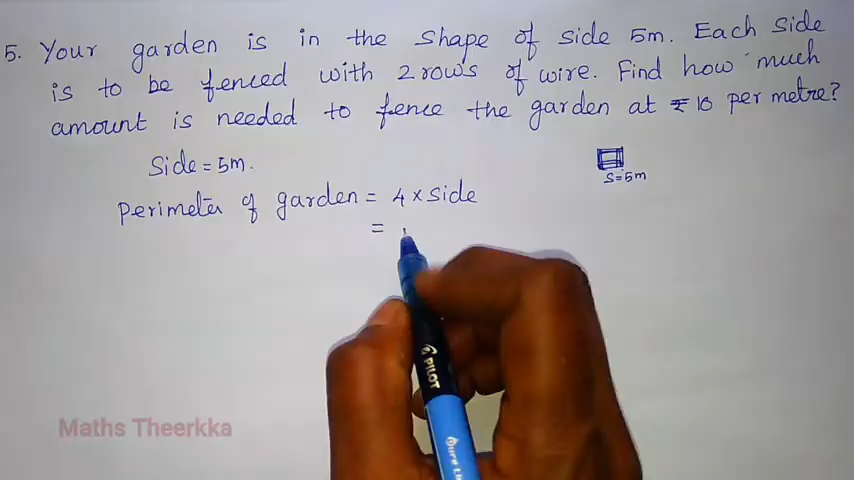 5. Your garden is in the shape of side 5m. Each side
is to be fenced with 2 rows of wire. Find how much
amount is needed to fence the garden at ₹ 10 per metre?
Side = 5m.
S = 5m
Perimeter of garden = 4 × side
=
PILOT
Maths Theerkka